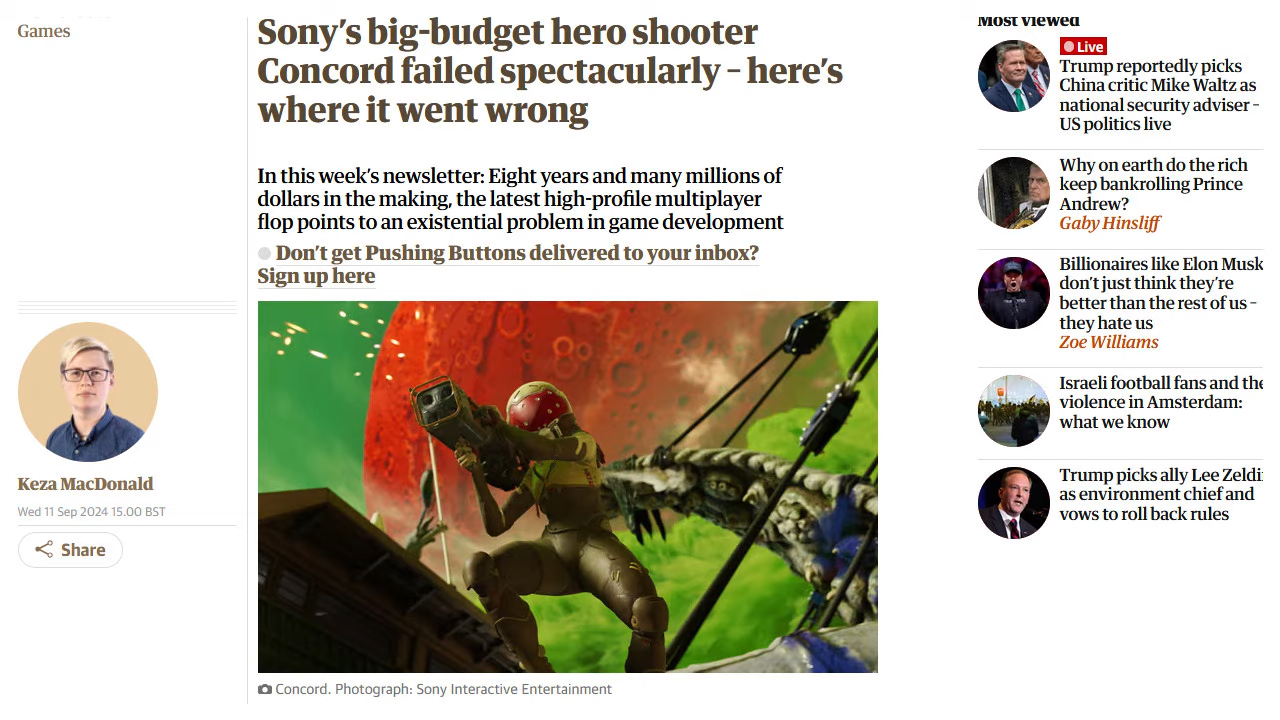 Games
Sony’s big-budget hero shooter
Concord failed spectacularly – here’s
where it went wrong
In this week’s newsletter: Eight years and many millions of
dollars in the making, the latest high-profile multiplayer
flop points to an existential problem in game development
Don’t get Pushing Buttons delivered to your inbox?
Sign up here
Keza MacDonald
Wed 11 Sep 2024 15.00 BST
Share
Concord. Photograph: Sony Interactive Entertainment
Most viewed
Live
Trump reportedly picks
China critic Mike Waltz as
national security adviser –
US politics live
Why on earth do the rich
keep bankrolling Prince
Andrew?
Gaby Hinsliff
Billionaires like Elon Musk
don’t just think they’re
better than the rest of us –
they hate us
Zoe Williams
Israeli football fans and the
violence in Amsterdam:
what we know
Trump picks ally Lee Zeldi
as environment chief and
vows to roll back rules